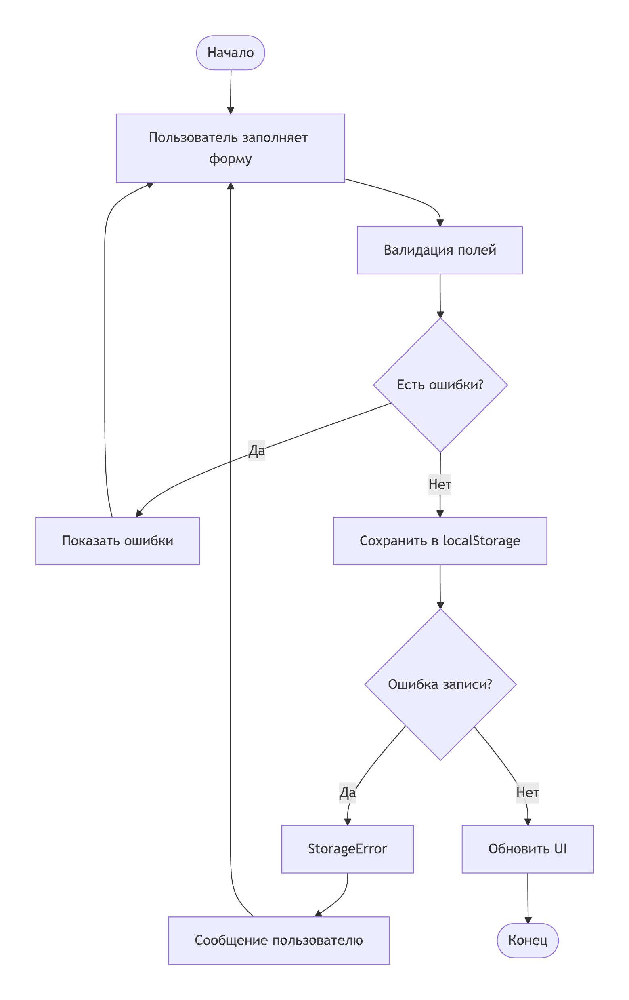 Начало
Пользователь заполняет
форму
Валидация полей
Есть ошибки?
Да
Нет
Показать ошибки
Сохранить в localStorage
Ошибка записи?
Да
Нет
StorageError
Обновить UI
Сообщение пользователю
Конец